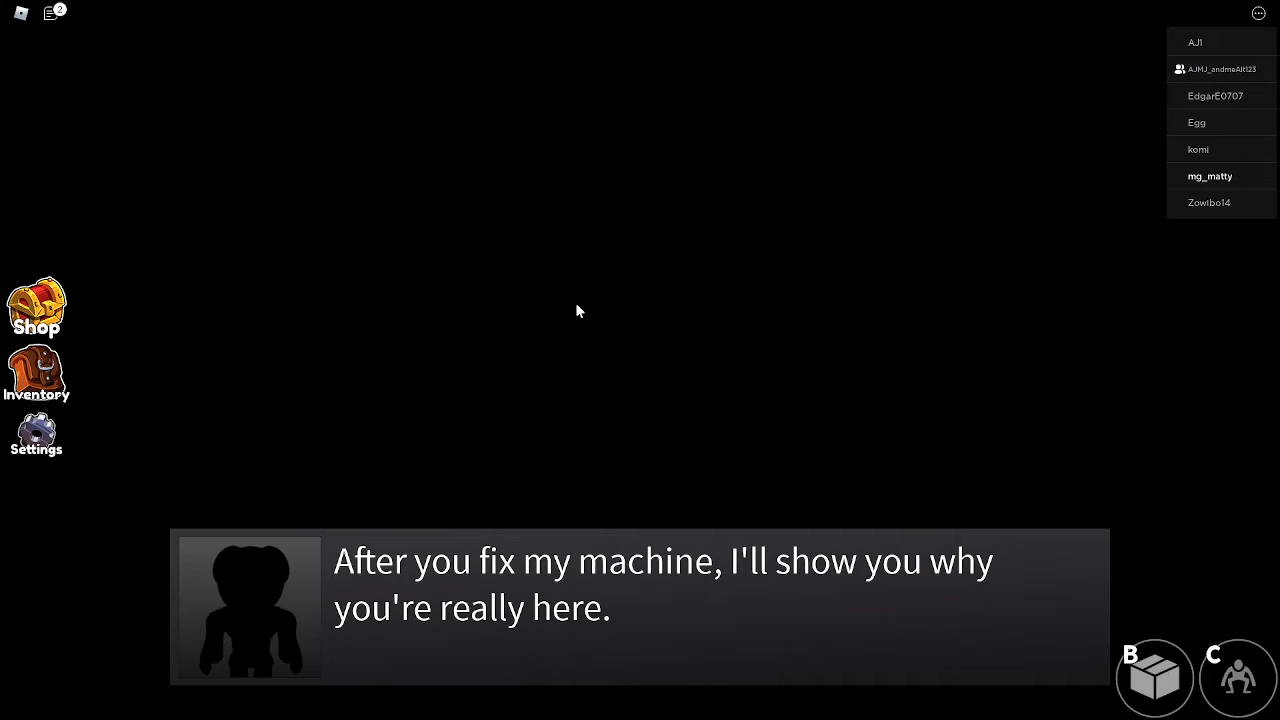 2
AJ1
AJMJ_andmeAlt123
EdgarE0707
Egg
komi
mg_matty
Zowibo14
Shop
Inventory
Settings
After you fix my machine, I'll show you why
you're really here.
B
C